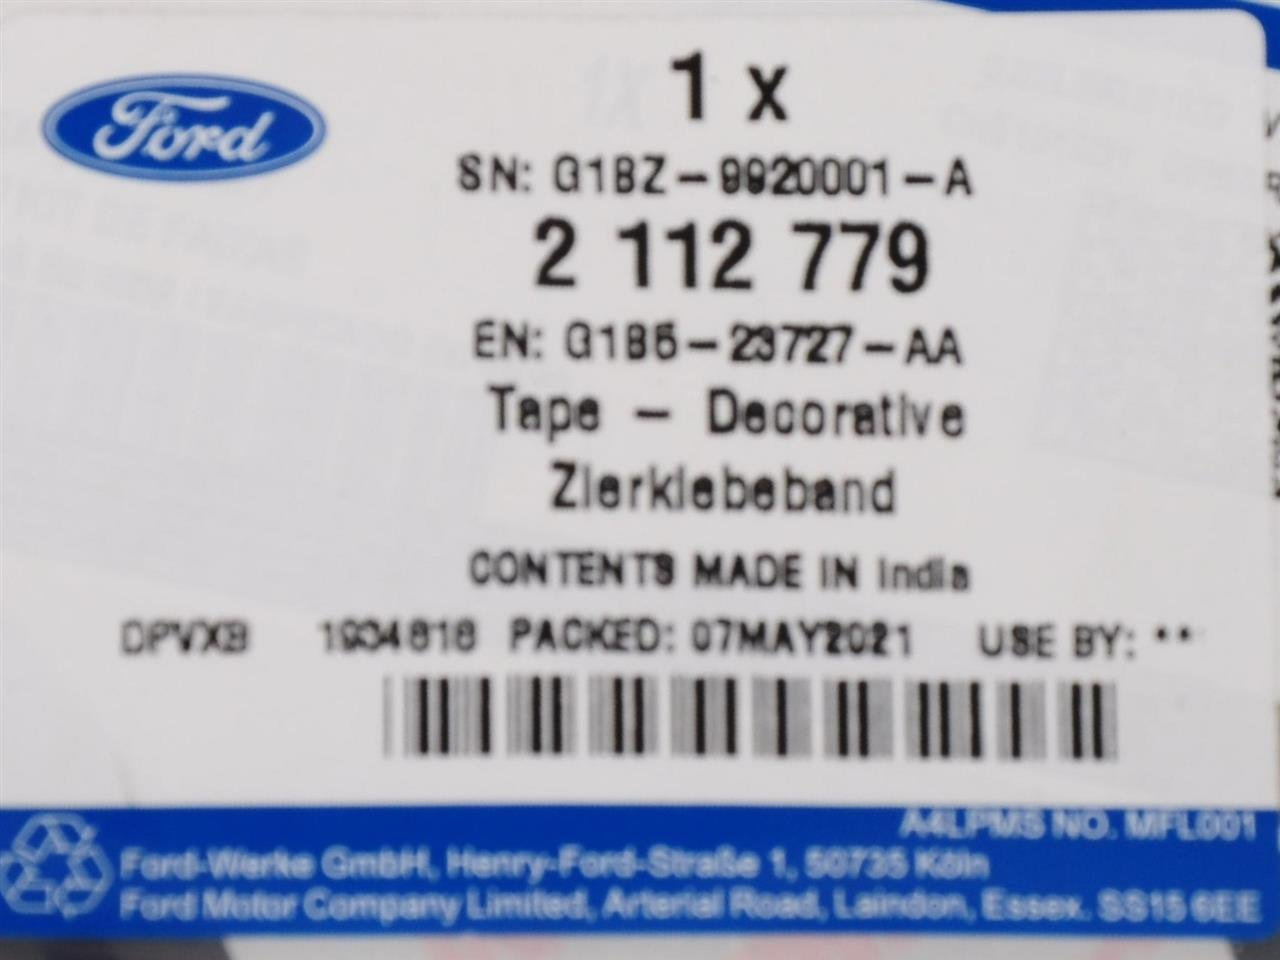 Ford
1 x
SN: G1BZ-9920001-A
2 112 779
EN: G1B5-23727-AA
Tape - Decorative
Zierklebeband
CONTENTS MADE IN India
DPVXB 1934818 PACKED: 07MAY2021 USE BY: **
A4LPMS NO. MFL001
Ford-Werke GmbH, Henry-Ford-Straße 1, 50735 Köln
Ford Motor Company Limited, Arterial Road, Laindon, Essex. SS15 6EE